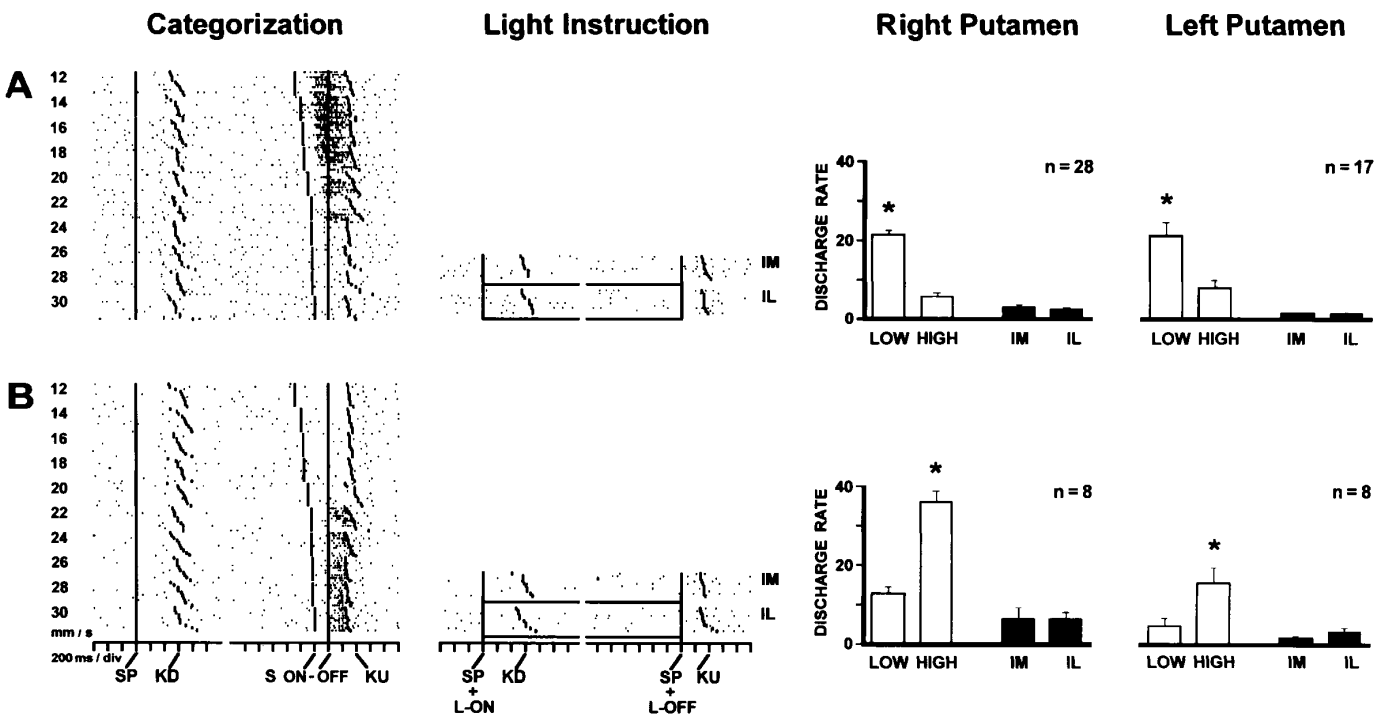 Categorization
Light Instruction
Right Putamen
Left Putamen
A
12
14
16
18
20
22
24
26
28
30
IM
IL
DISCHARGE RATE
40
20
0
*
n = 28
LOW HIGH IM IL
*
n = 17
LOW HIGH IM IL
B
12
14
16
18
20
22
24
26
28
30
mm / s
200 ms / div
SP KD S ON - OFF KU
IM
IL
SP KD SP KU
+ +
L-ON L-OFF
DISCHARGE RATE
40
20
0
*
n = 8
LOW HIGH IM IL
*
n = 8
LOW HIGH IM IL